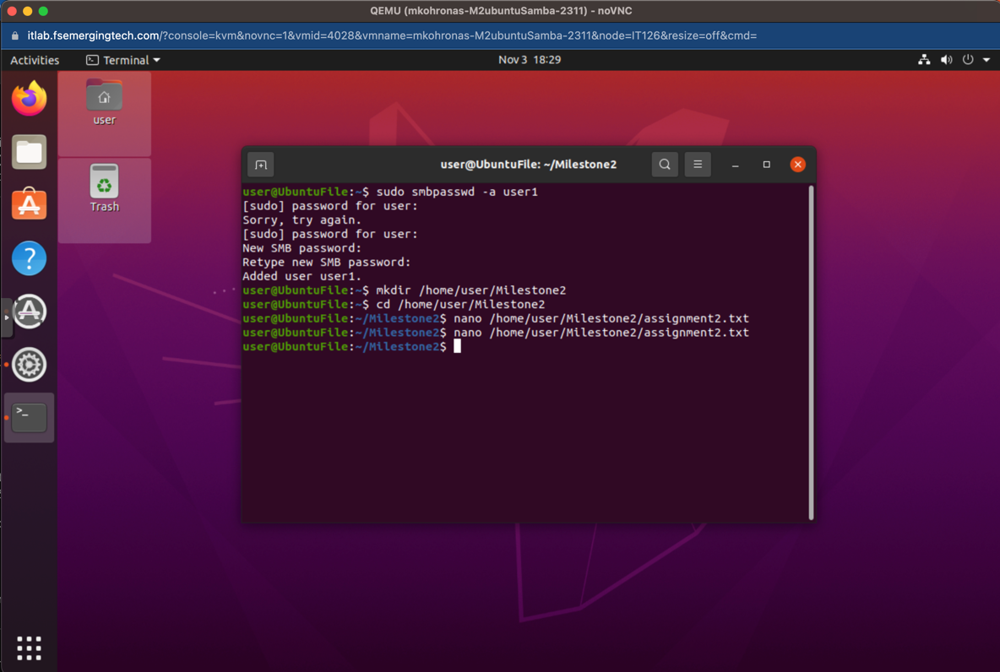 QEMU (mkohronas-M2ubuntuSamba-2311) - noVNC
itlab.fsemergingtech.com/?console=kvm&novnc=1&vmid=4028&vmname=mkohronas-M2ubuntuSamba-2311&node=IT126&resize=off&cmd=
Activities Terminal Nov 3 18:29
user
Trash
user@UbuntuFile: ~/Milestone2
user@UbuntuFile:~$ sudo smbpasswd -a user1
[sudo] password for user:
Sorry, try again.
[sudo] password for user:
New SMB password:
Retype new SMB password:
Added user user1.
user@UbuntuFile:~$ mkdir /home/user/Milestone2
user@UbuntuFile:~$ cd /home/user/Milestone2
user@UbuntuFile:~/Milestone2$ nano /home/user/Milestone2/assignment2.txt
user@UbuntuFile:~/Milestone2$ nano /home/user/Milestone2/assignment2.txt
user@UbuntuFile:~/Milestone2$